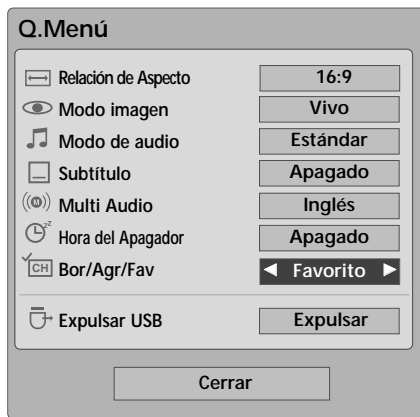 Q.Menú
Relación de Aspecto 16:9
Modo imagen Vivo
Modo de audio Estándar
Subtítulo Apagado
Multi Audio Inglés
Hora del Apagador Apagado
CH Bor/Agr/Fav Favorito
Expulsar USB Expulsar
Cerrar